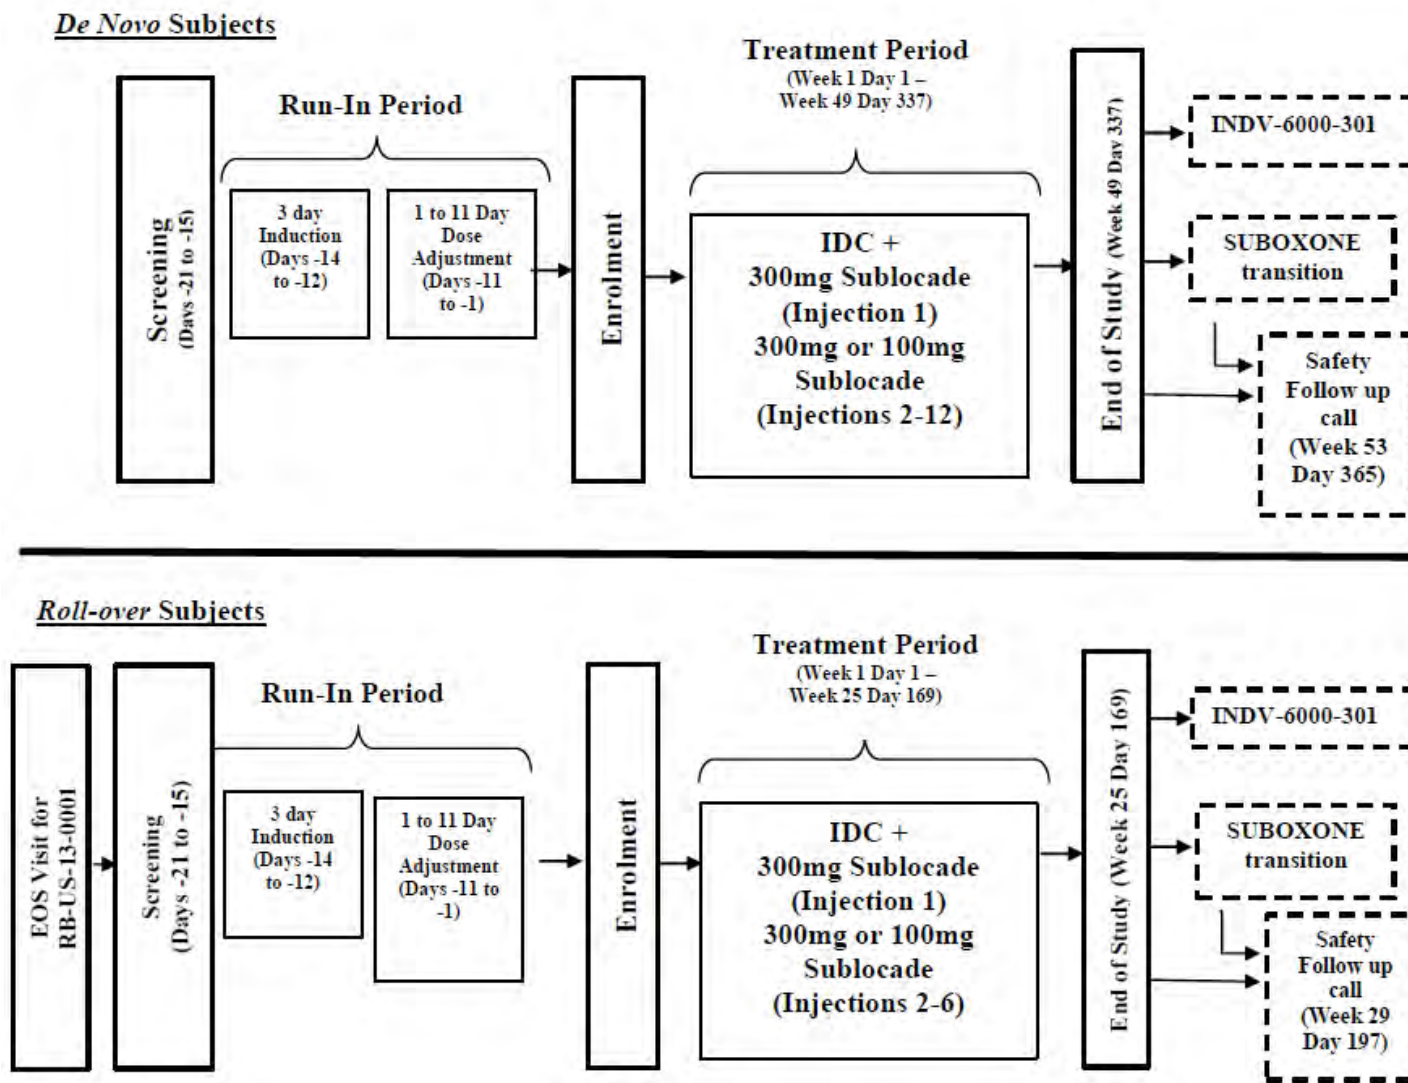 De Novo Subjects
Screening
(Days -21 to -15)
Run-In Period
3 day
Induction
(Days -14
to -12)
1 to 11 Day
Dose
Adjustment
(Days -11
to -1)
Enrolment
Treatment Period
(Week 1 Day 1 –
Week 49 Day 337)
IDC +
300mg Sublocade
(Injection 1)
300mg or 100mg
Sublocade
(Injections 2-12)
End of Study (Week 49 Day 337)
INDV-6000-301
SUBOXONE
transition
Safety
Follow up
call
(Week 53
Day 365)
Roll-over Subjects
EOS Visit for
RB-US-13-0001
Screening
(Days -21 to -15)
Run-In Period
3 day
Induction
(Days -14
to -12)
1 to 11 Day
Dose
Adjustment
(Days -11 to
-1)
Enrolment
Treatment Period
(Week 1 Day 1 –
Week 25 Day 169)
IDC +
300mg Sublocade
(Injection 1)
300mg or 100mg
Sublocade
(Injections 2-6)
End of Study (Week 25 Day 169)
INDV-6000-301
SUBOXONE
transition
Safety
Follow up
call
(Week 29
Day 197)